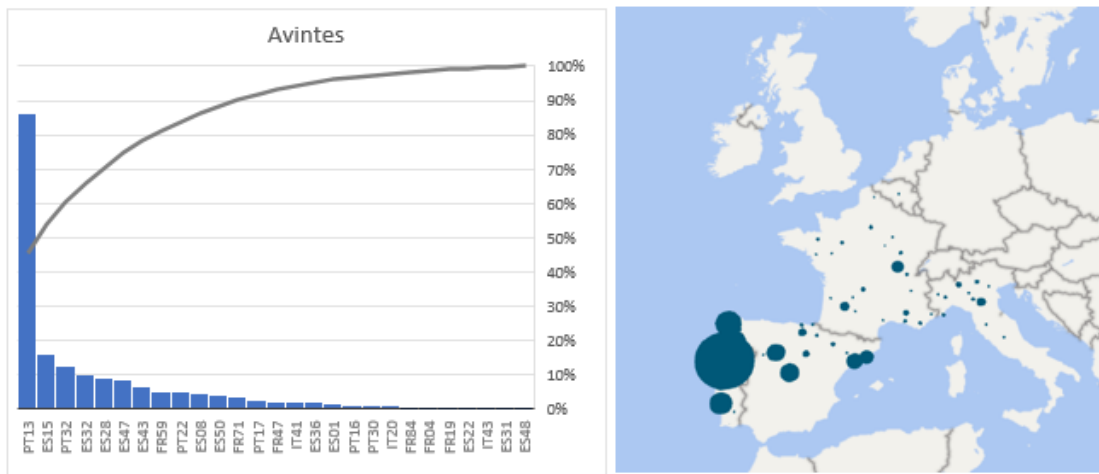 Avintes
100%
90%
80%
70%
60%
50%
40%
30%
20%
10%
0%
PT13
ES15
PT32
ES32
ES28
ES47
ES43
FR59
PT22
ES08
ES50
FR71
PT17
FR47
IT41
ES36
ES01
PT16
PT30
IT20
FR84
FR04
FR19
ES22
IT43
ES31
ES48